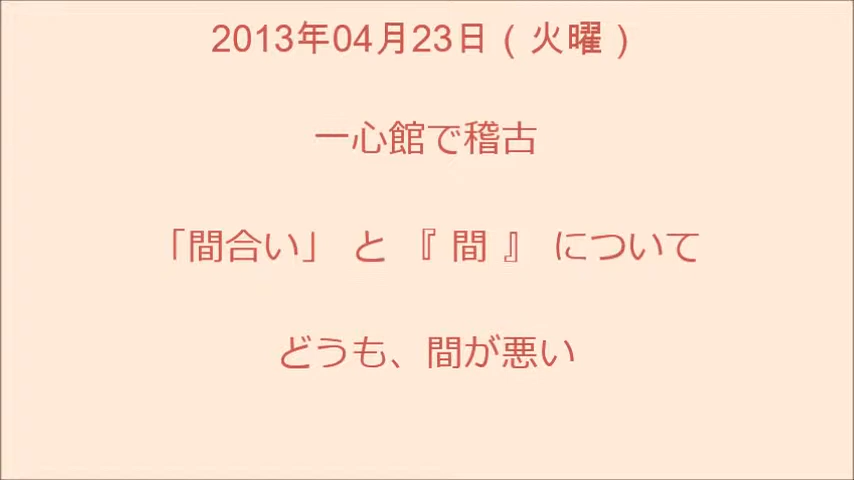 2013年04月23日（火曜）
一心館で稽古
「間合い」 と 『 間 』 について
どうも、間が悪い